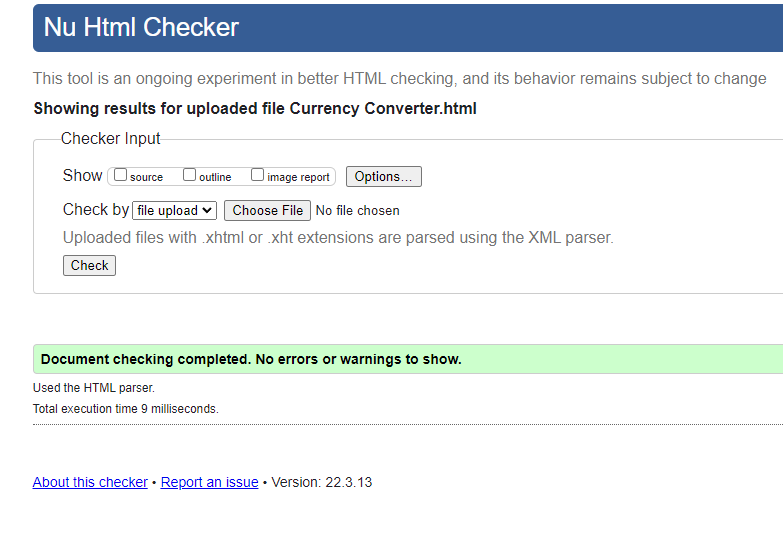 Nu Html Checker
This tool is an ongoing experiment in better HTML checking, and its behavior remains subject to change
Showing results for uploaded file Currency Converter.html
Checker Input
Show source outline image report Options...
Check by file upload Choose File No file chosen
Uploaded files with .xhtml or .xht extensions are parsed using the XML parser.
Check
Document checking completed. No errors or warnings to show.
Used the HTML parser.
Total execution time 9 milliseconds.
About this checker • Report an issue • Version: 22.3.13